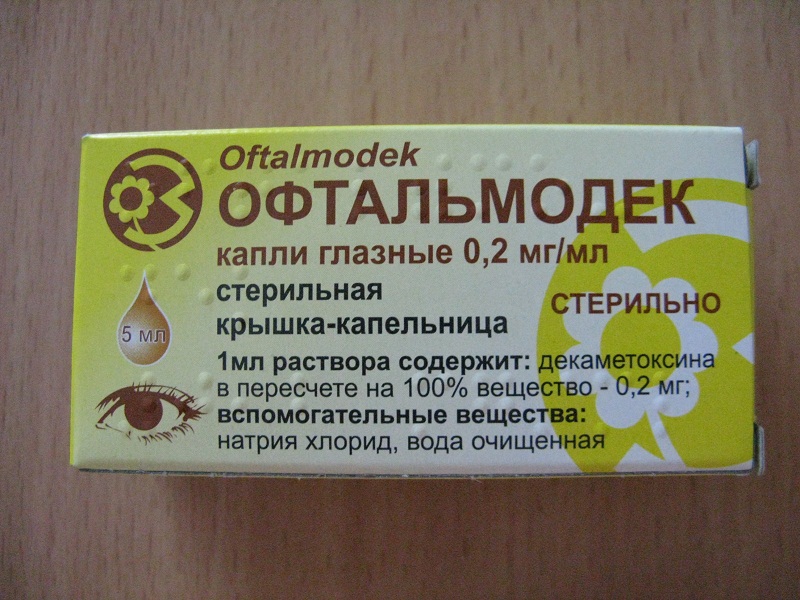 Oftalmodek
ОФТАЛЬМОДЕК
капли глазные 0,2 мг/мл
стерильная
крышка-капельница
СТЕРИЛЬНО
5 мл
1мл раствора содержит: декаметоксина
в пересчете на 100% вещество - 0,2 мг;
вспомогательные вещества:
натрия хлорид, вода очищенная